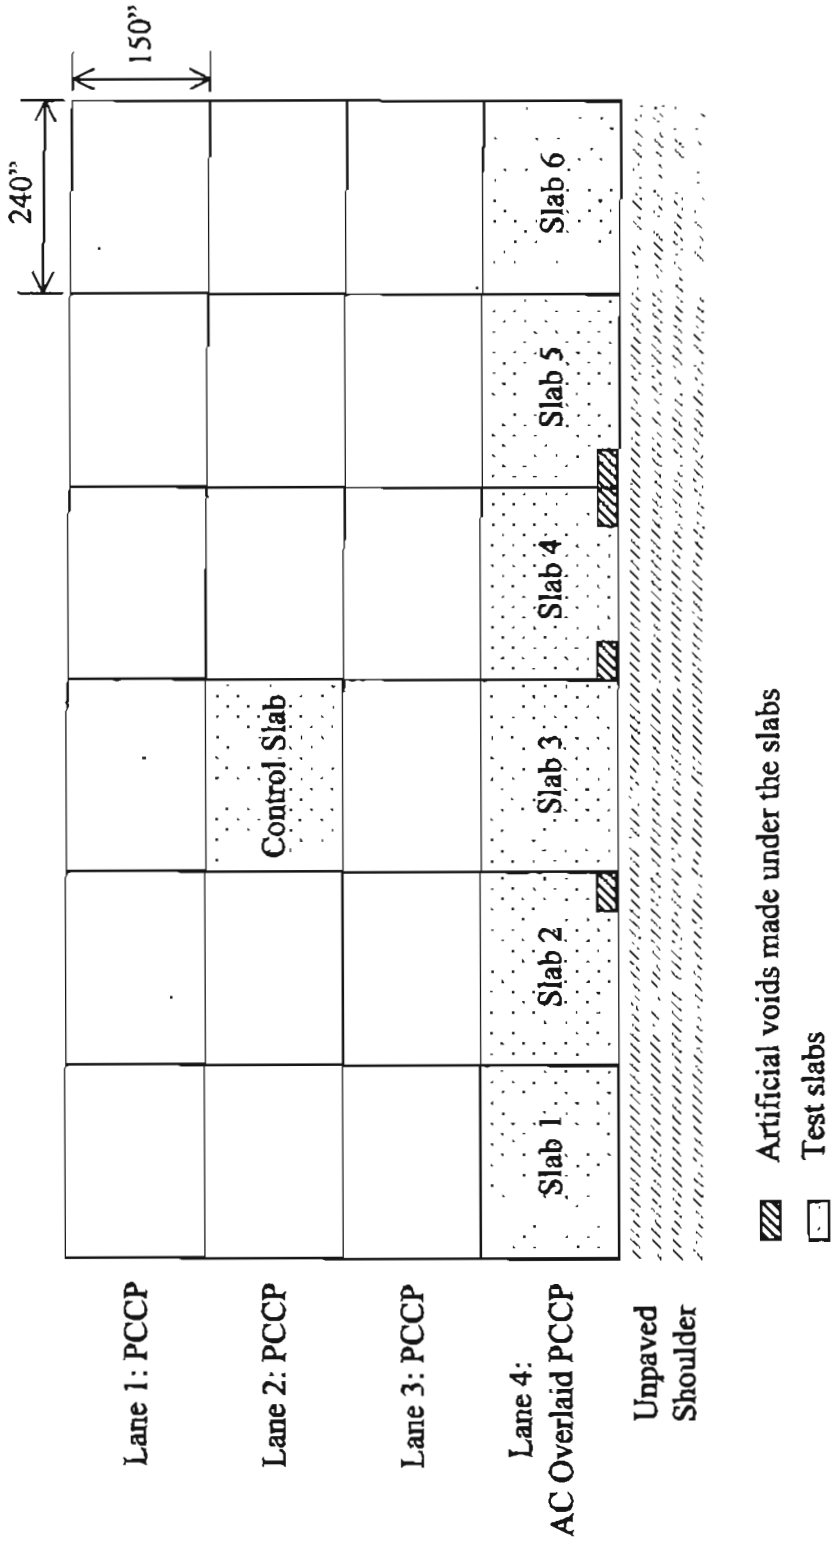 240”
150”
Lane 1: PCCP
Lane 2: PCCP
Control Slab
Lane 3: PCCP
Lane 4:
AC Overlaid PCCP
Slab 1
Slab 2
Slab 3
Slab 4
Slab 5
Slab 6
Unpaved
Shoulder
Artificial voids made under the slabs
Test slabs